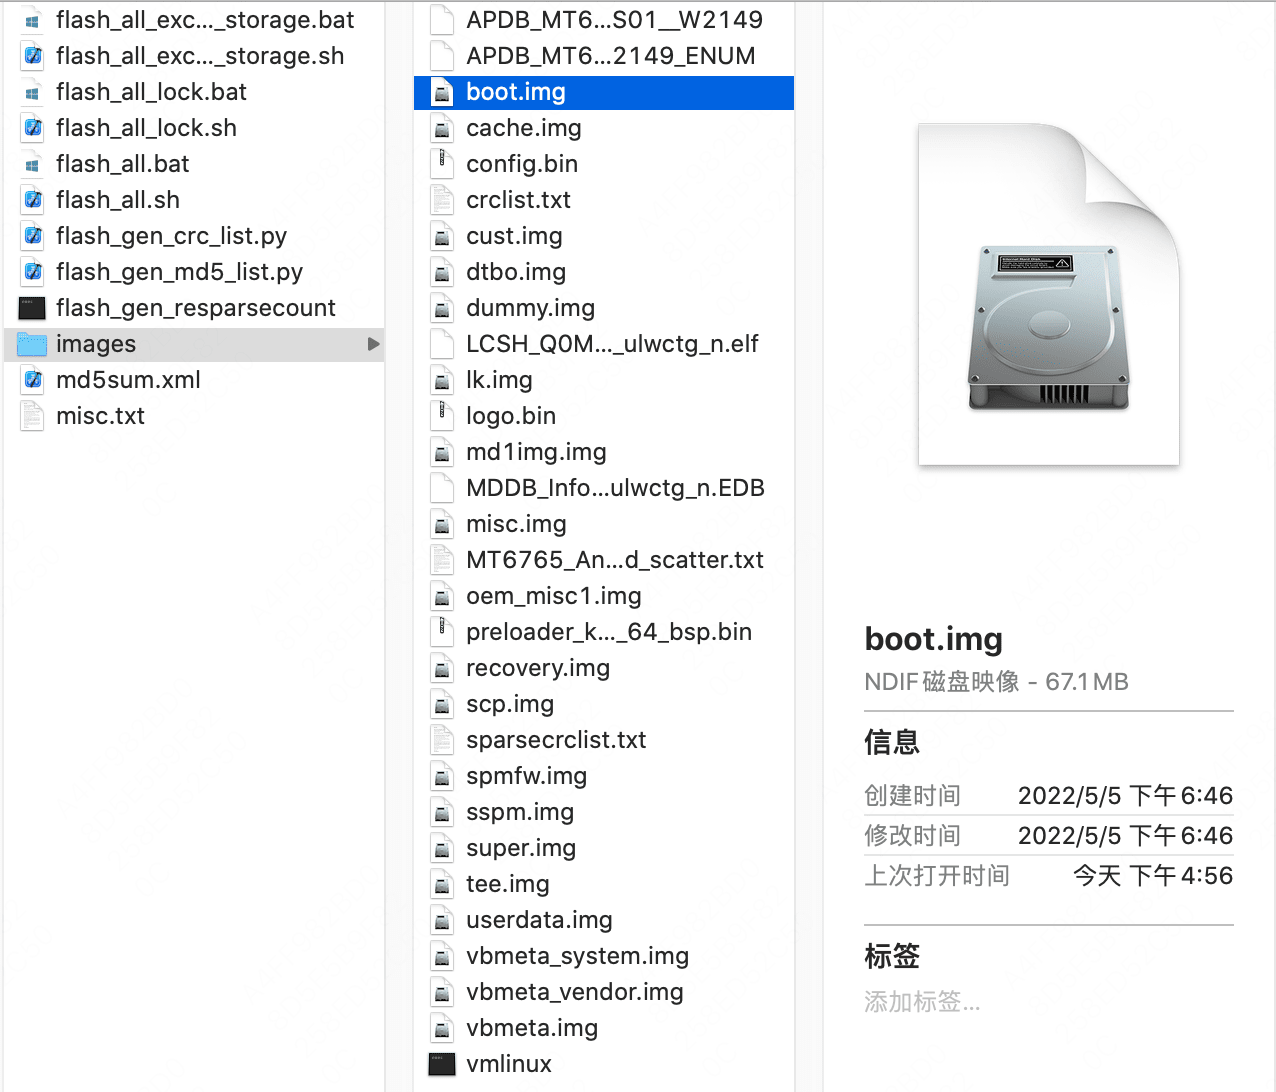 flash_all_exc..._storage.bat
flash_all_exc..._storage.sh
flash_all_lock.bat
flash_all_lock.sh
flash_all.bat
flash_all.sh
flash_gen_crc_list.py
flash_gen_md5_list.py
flash_gen_resparsecount
images
md5sum.xml
misc.txt
APDB_MT6...S01__W2149
APDB_MT6...2149_ENUM
boot.img
cache.img
config.bin
crclist.txt
cust.img
dtbo.img
dummy.img
LCSH_Q0M..._ulwctg_n.elf
lk.img
logo.bin
md1img.img
MDDB_Info...ulwctg_n.EDB
misc.img
MT6765_An...d_scatter.txt
oem_misc1.img
preloader_k..._64_bsp.bin
recovery.img
scp.img
sparsecrclist.txt
spmfw.img
sspm.img
super.img
tee.img
userdata.img
vbmeta_system.img
vbmeta_vendor.img
vbmeta.img
vmlinux
boot.img
NDIF磁盘映像 - 67.1 MB
信息
创建时间 2022/5/5 下午6:46
修改时间 2022/5/5 下午6:46
上次打开时间 今天 下午4:56
标签
添加标签...